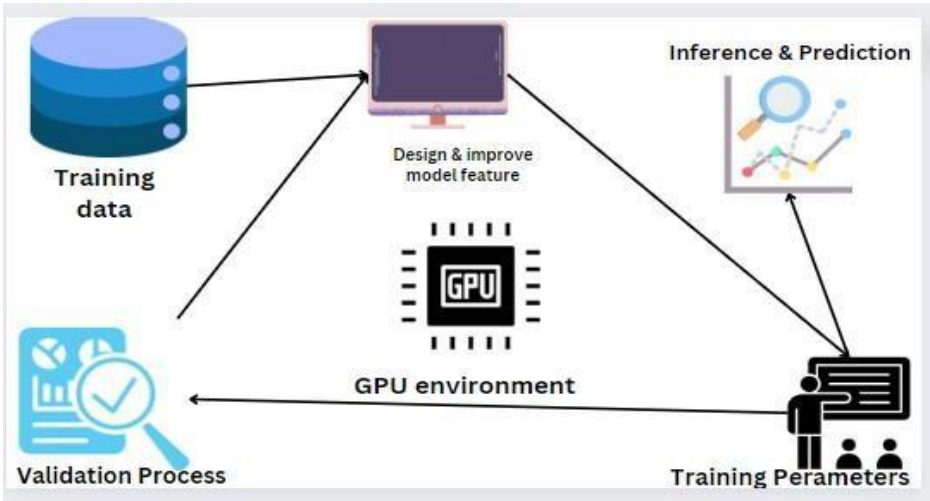 Inference & Prediction
Design & improve
model feature
Training
data
GPU
GPU environment
Validation Process
Training Perameters